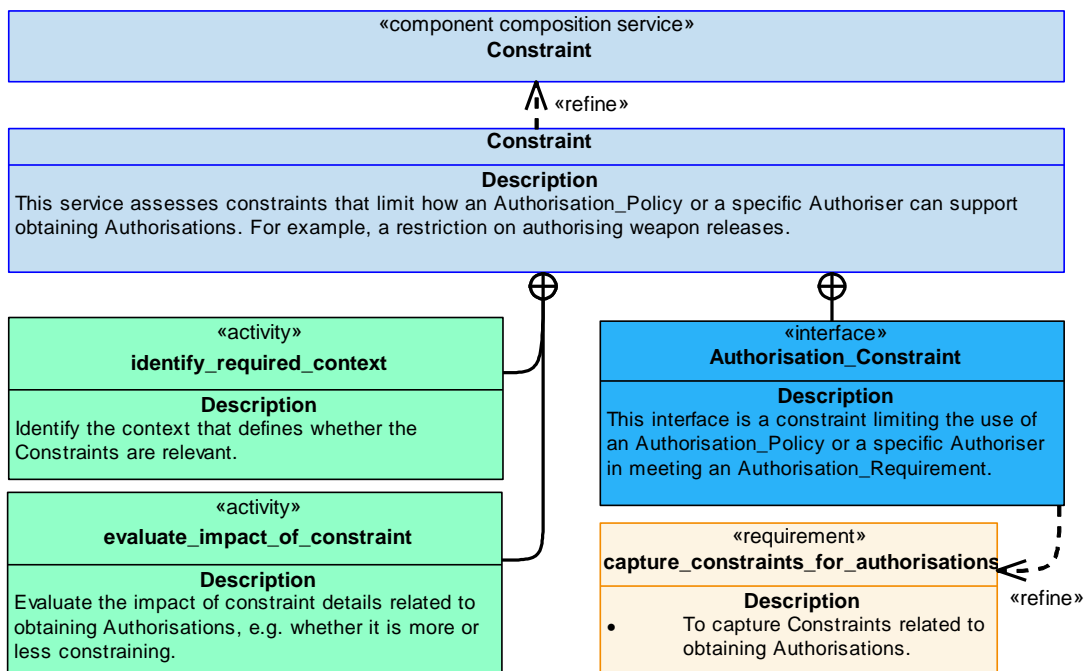 «component composition service»
Constraint
«refine»
Constraint
Description
This service assesses constraints that limit how an Authorisation_Policy or a specific Authoriser can support
obtaining Authorisations. For example, a restriction on authorising weapon releases.
«activity»
identify_required_context
Description
Identify the context that defines whether the
Constraints are relevant.
«activity»
evaluate_impact_of_constraint
Description
Evaluate the impact of constraint details related to
obtaining Authorisations, e.g. whether it is more or
less constraining.
«interface»
Authorisation_Constraint
Description
This interface is a constraint limiting the use of
an Authorisation_Policy or a specific Authoriser
in meeting an Authorisation_Requirement.
«requirement»
capture_constraints_for_authorisations
Description
• To capture Constraints related to
obtaining Authorisations.
«refine»